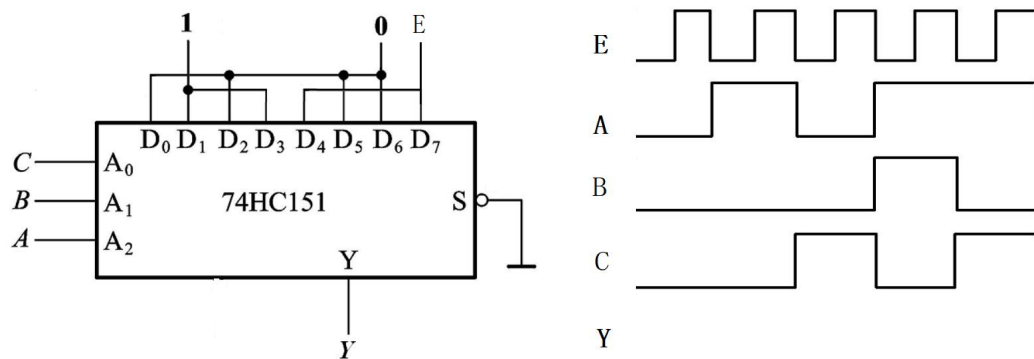 1 0 E
D₀ D₁ D₂ D₃ D₄ D₅ D₆ D₇
C A₀
B A₁ 74HC151 S
A A₂
Y
Y
E
A
B
C
Y